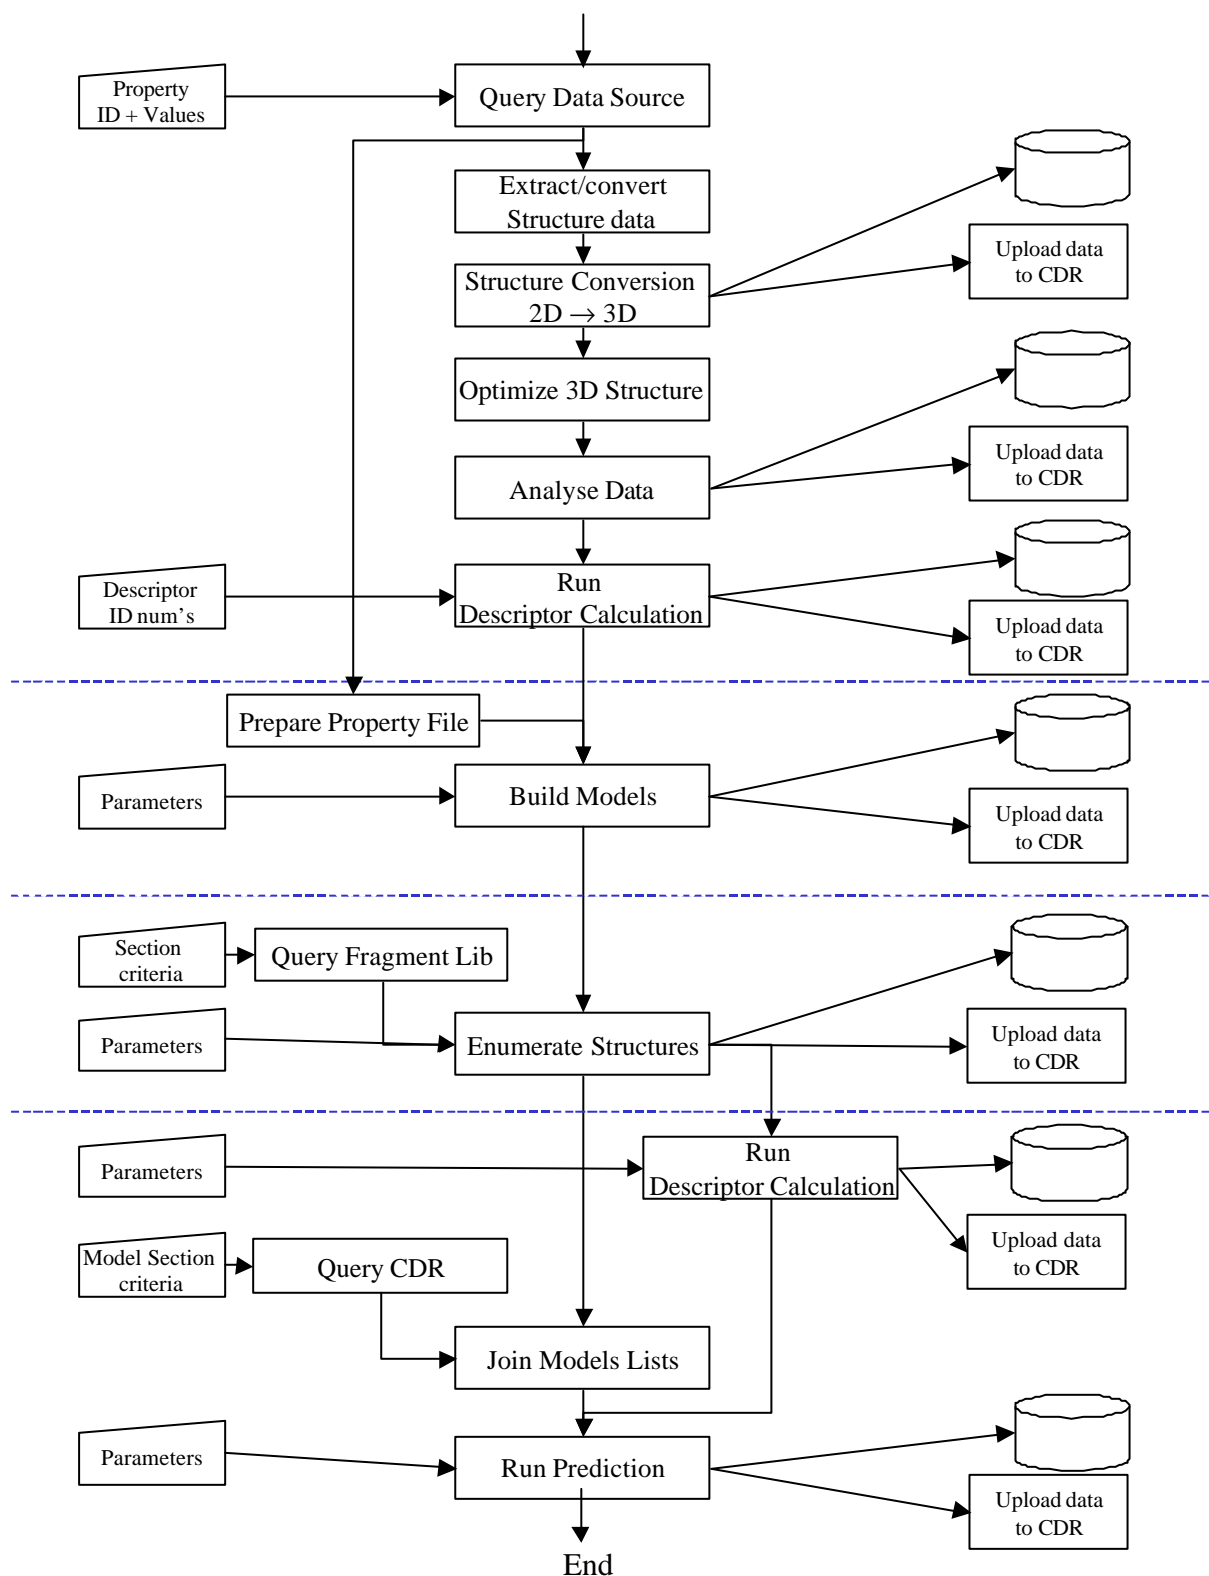 Property
ID + Values
Query Data Source
Extract/convert
Structure data
Structure Conversion
2D → 3D
Upload data
to CDR
Optimize 3D Structure
Analyse Data
Upload data
to CDR
Descriptor
ID num’s
Run
Descriptor Calculation
Upload data
to CDR
Prepare Property File
Parameters
Build Models
Upload data
to CDR
Section
criteria
Query Fragment Lib
Parameters
Enumerate Structures
Upload data
to CDR
Parameters
Run
Descriptor Calculation
Upload data
to CDR
Model Section
criteria
Query CDR
Join Models Lists
Parameters
Run Prediction
Upload data
to CDR
End